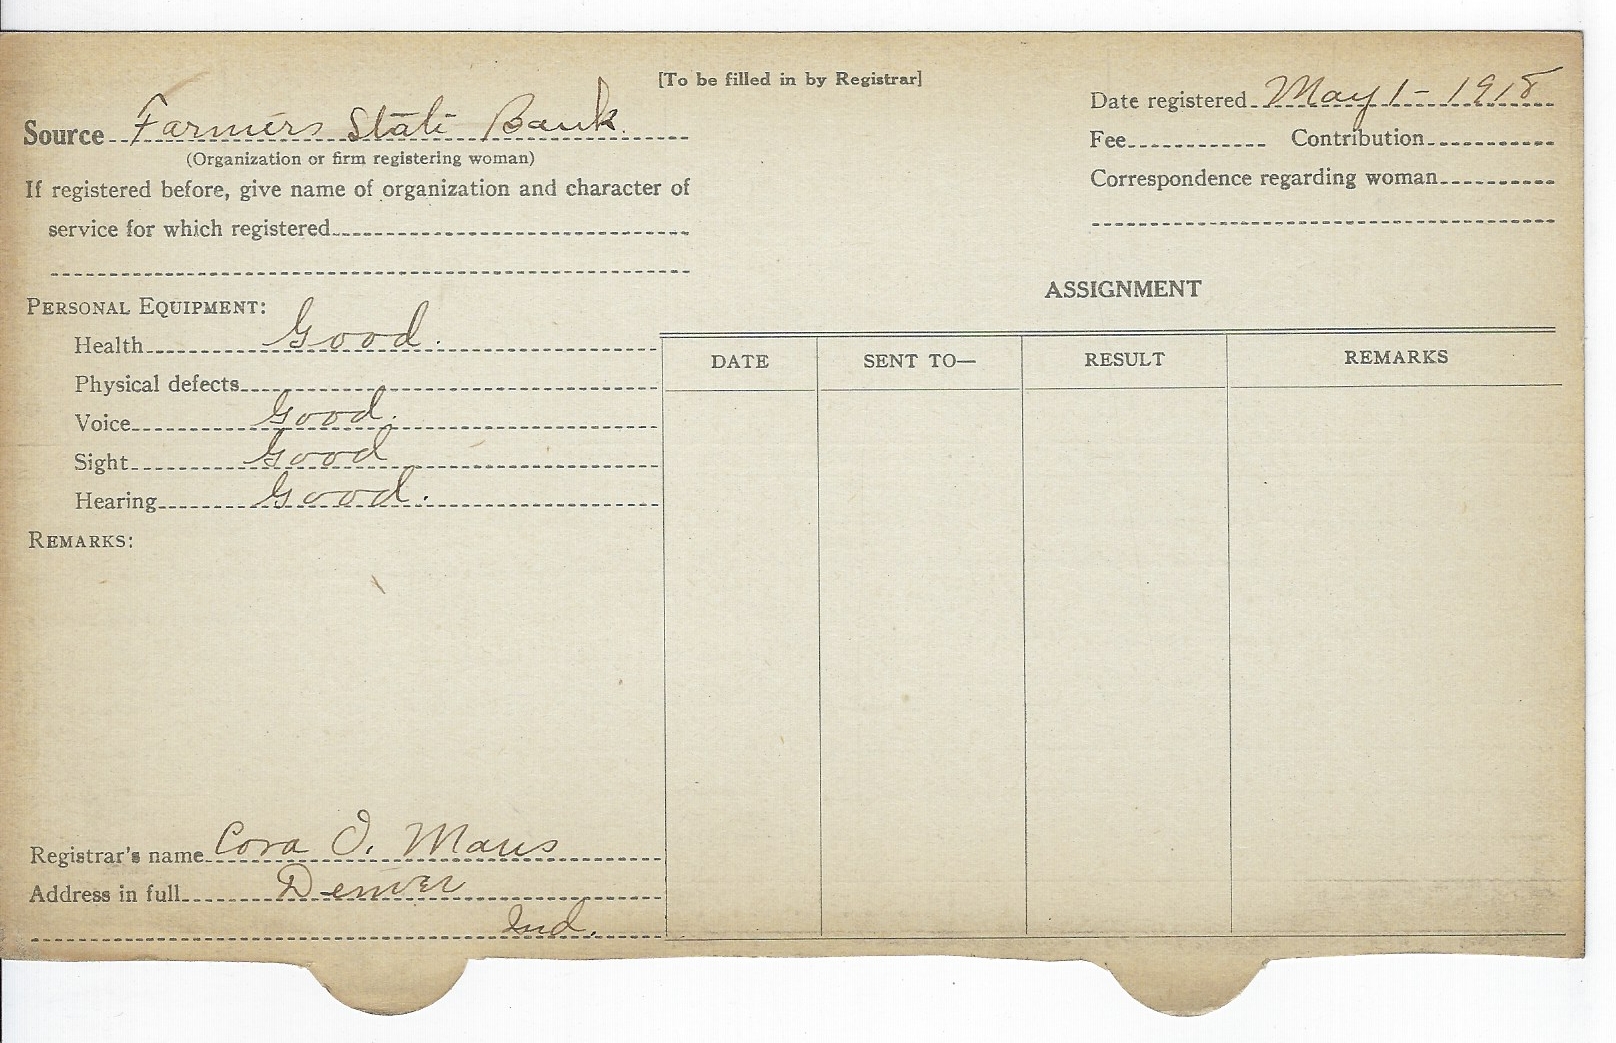 [To be filled in by Registrar]
Source Farmers State Bank.
(Organization or firm registering woman)
If registered before, give name of organization and character of
service for which registered
Date registered May 1 - 1918
Fee Contribution
Correspondence regarding woman
PERSONAL EQUIPMENT:
Health Good.
Physical defects
Voice Good.
Sight Good
Hearing Good.
REMARKS:
ASSIGNMENT
DATE SENT TO— RESULT REMARKS
Registrar's name Cora O. Maus
Address in full Denver
Ind.